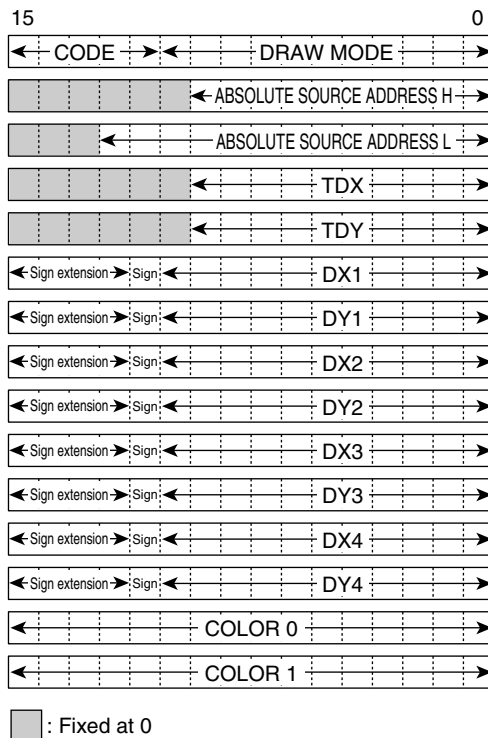 15 0
CODE DRAW MODE
ABSOLUTE SOURCE ADDRESS H
ABSOLUTE SOURCE ADDRESS L
TDX
TDY
Sign extension Sign DX1
Sign extension Sign DY1
Sign extension Sign DX2
Sign extension Sign DY2
Sign extension Sign DX3
Sign extension Sign DY3
Sign extension Sign DX4
Sign extension Sign DY4
COLOR 0
COLOR 1
: Fixed at 0